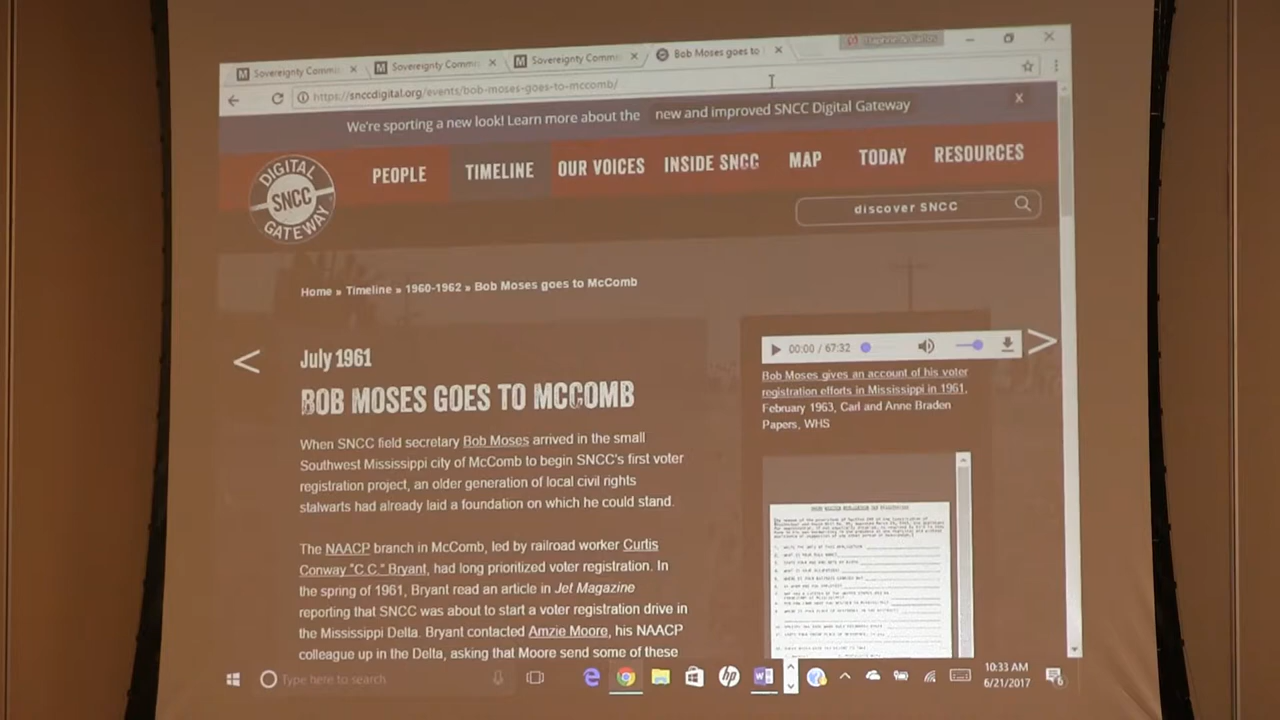 Sovereignty Commi
Sovereignty Commi
Sovereignty Commi
Bob Moses goes to
https://snccdigital.org/events/bob-moses-goes-to-mccomb/
We're sporting a new look! Learn more about the new and improved SNCC Digital Gateway X
DIGITAL
SNCC
GATEWAY
PEOPLE TIMELINE OUR VOICES INSIDE SNCC MAP TODAY RESOURCES
discover SNCC
Home » Timeline » 1960-1962 » Bob Moses goes to McComb
<
July 1961
BOB MOSES GOES TO MCCOMB
When SNCC field secretary Bob Moses arrived in the small
Southwest Mississippi city of McComb to begin SNCC's first voter
registration project, an older generation of local civil rights
stalwarts had already laid a foundation on which he could stand.
The NAACP branch in McComb, led by railroad worker Curtis
Conway "C.C." Bryant, had long prioritized voter registration. In
the spring of 1961, Bryant read an article in Jet Magazine
reporting that SNCC was about to start a voter registration drive in
the Mississippi Delta. Bryant contacted Amzie Moore, his NAACP
colleague up in the Delta, asking that Moore send some of these
00:00 / 67:32
>
Bob Moses gives an account of his voter
registration efforts in Mississippi in 1961,
February 1963, Carl and Anne Braden
Papers, WHS
Type here to search
hp
10:33 AM
6/21/2017